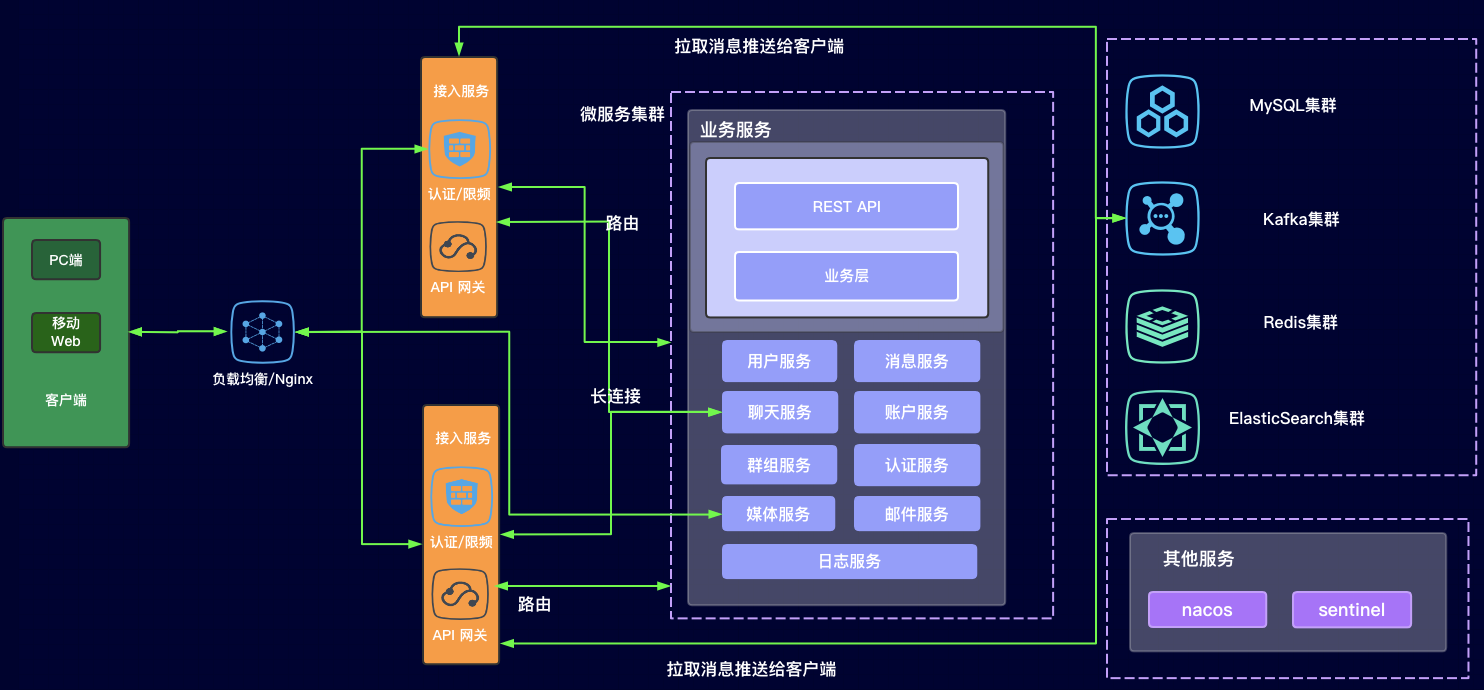 PC端
移动
Web
客户端
负载均衡/Nginx
接入服务
认证/限频
API 网关
接入服务
认证/限频
API 网关
拉取消息推送给客户端
路由
长连接
路由
拉取消息推送给客户端
微服务集群
业务服务
REST API
业务层
用户服务
消息服务
聊天服务
账户服务
群组服务
认证服务
媒体服务
邮件服务
日志服务
MySQL集群
Kafka集群
Redis集群
ElasticSearch集群
其他服务
nacos
sentinel